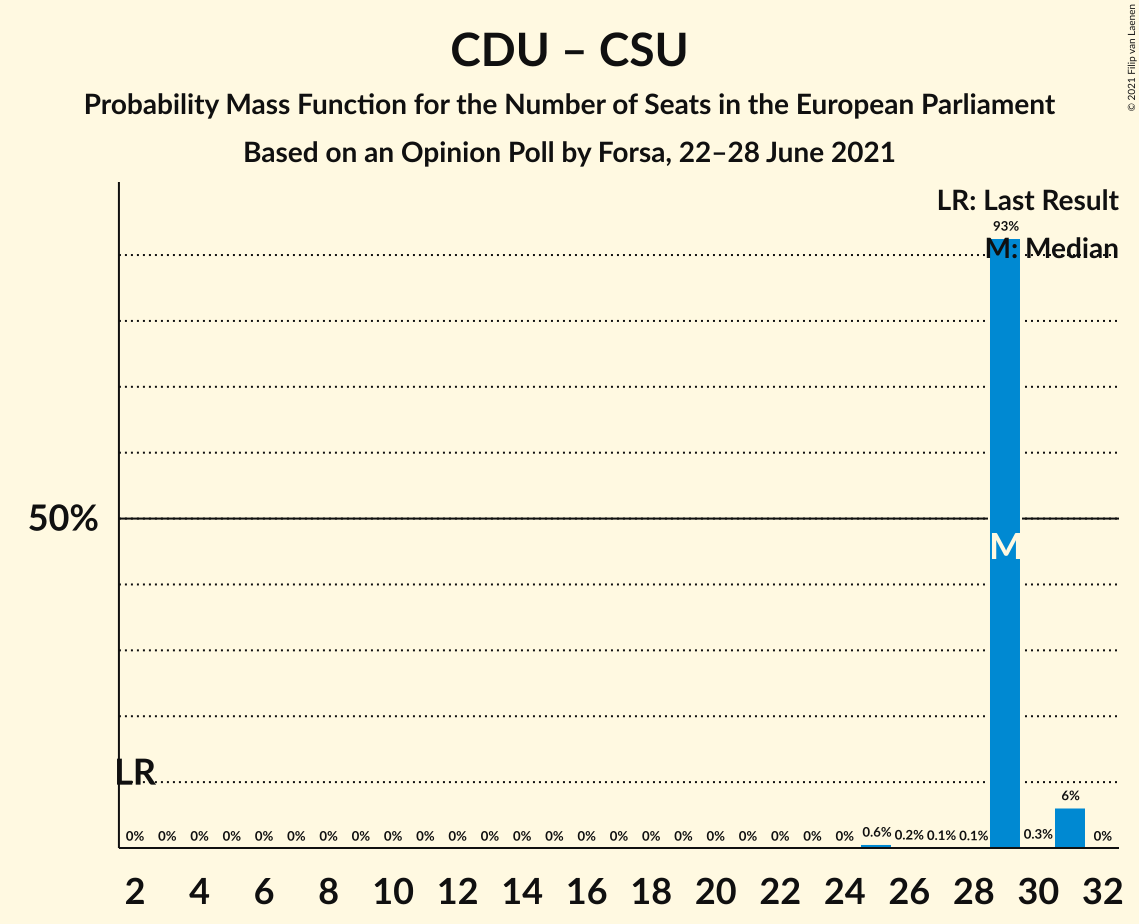 CDU – CSU
Probability Mass Function for the Number of Seats in the European Parliament
Based on an Opinion Poll by Forsa, 22–28 June 2021
© 2021 Filip van Laenen
LR: Last Result
93%
M: Median
50%
M
LR
6%
0% 0% 0% 0% 0% 0% 0% 0% 0% 0% 0% 0% 0% 0% 0% 0% 0% 0% 0% 0% 0% 0% 0% 0.6% 0.2% 0.1% 0.1% 0.3% 0%
2 4 6 8 10 12 14 16 18 20 22 24 26 28 30 32